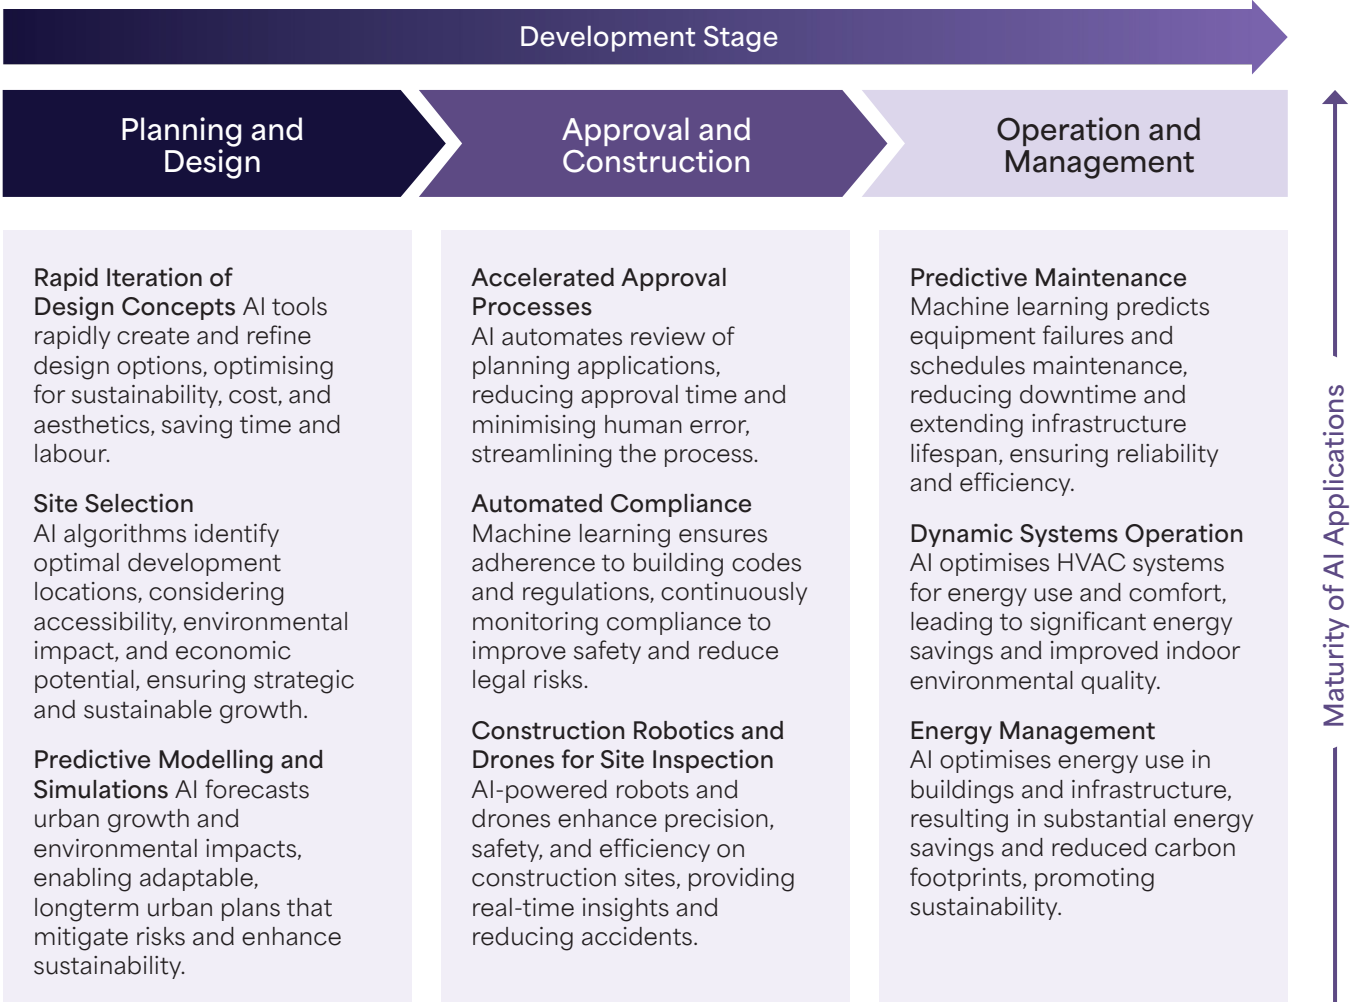 Development Stage
Planning and
Design
Approval and
Construction
Operation and
Management
Rapid Iteration of
Design Concepts AI tools
rapidly create and refine
design options, optimising
for sustainability, cost, and
aesthetics, saving time and
labour.
Site Selection
AI algorithms identify
optimal development
locations, considering
accessibility, environmental
impact, and economic
potential, ensuring strategic
and sustainable growth.
Predictive Modelling and
Simulations AI forecasts
urban growth and
environmental impacts,
enabling adaptable,
longterm urban plans that
mitigate risks and enhance
sustainability.
Accelerated Approval
Processes
AI automates review of
planning applications,
reducing approval time and
minimising human error,
streamlining the process.
Automated Compliance
Machine learning ensures
adherence to building codes
and regulations, continuously
monitoring compliance to
improve safety and reduce
legal risks.
Construction Robotics and
Drones for Site Inspection
AI-powered robots and
drones enhance precision,
safety, and efficiency on
construction sites, providing
real-time insights and
reducing accidents.
Predictive Maintenance
Machine learning predicts
equipment failures and
schedules maintenance,
reducing downtime and
extending infrastructure
lifespan, ensuring reliability
and efficiency.
Dynamic Systems Operation
AI optimises HVAC systems
for energy use and comfort,
leading to significant energy
savings and improved indoor
environmental quality.
Energy Management
AI optimises energy use in
buildings and infrastructure,
resulting in substantial energy
savings and reduced carbon
footprints, promoting
sustainability.
Maturity of AI Applications